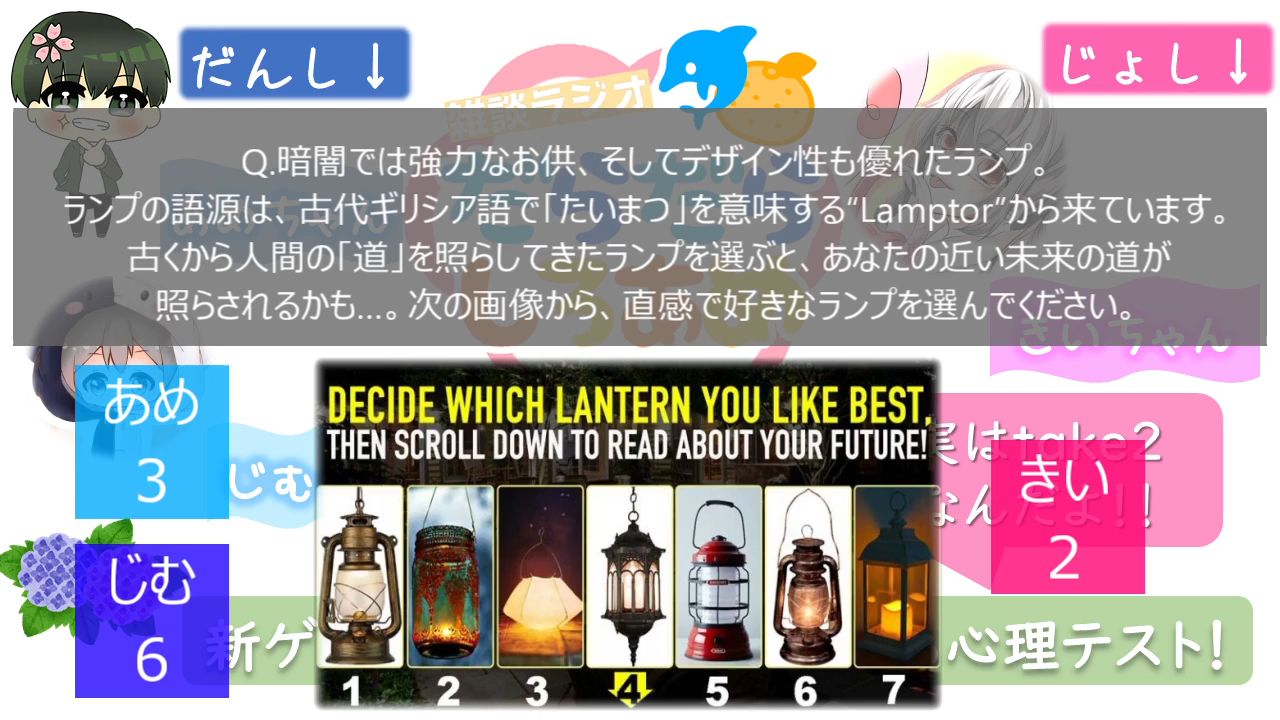 だんし↓
じょし↓
雑談ラジオ
Q.暗闇では強力なお供、そしてデザイン性も優れたランプ。
ランプの語源は、古代ギリシア語で「たいまつ」を意味する“Lamptor”から来ています。
古くから人間の「道」を照らしてきたランプを選ぶと、あなたの近い未来の道が
照らされるかも…。次の画像から、直感で好きなランプを選んでください。
きいちゃん
あめ
3
DECIDE WHICH LANTERN YOU LIKE BEST,
THEN SCROLL DOWN TO READ ABOUT YOUR FUTURE!
実はtake2
なんだよ!!
きい
2
じむ
じむ
6
1 2 3 4 5 6 7
新ゲ
心理テスト!